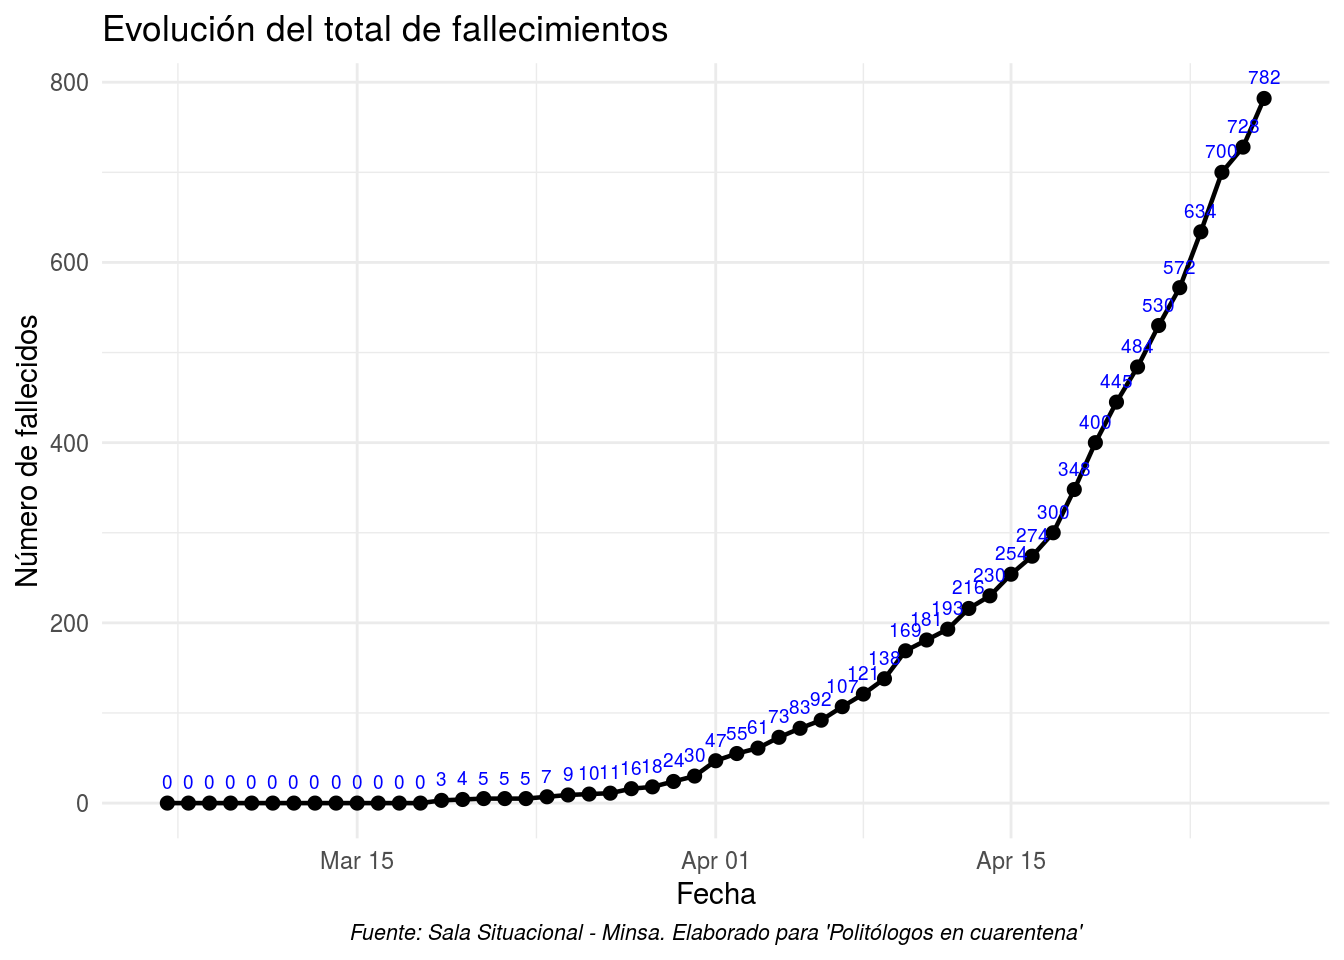 Evolución del total de fallecimientos
800
600
400
200
0
Número de fallecidos
0 0 0 0 0 0 0 0 0 0 0 0 0 3 4 5 5 5 7 9 10 11 16 18 24 30 47 55 61 73 83 92 107 121 138 169 181 193 216 230 254 274 300 348 400 445 484 530 572 634 700 728 782
Mar 15 Apr 01 Apr 15
Fecha
Fuente: Sala Situacional - Minsa. Elaborado para 'Politólogos en cuarentena'